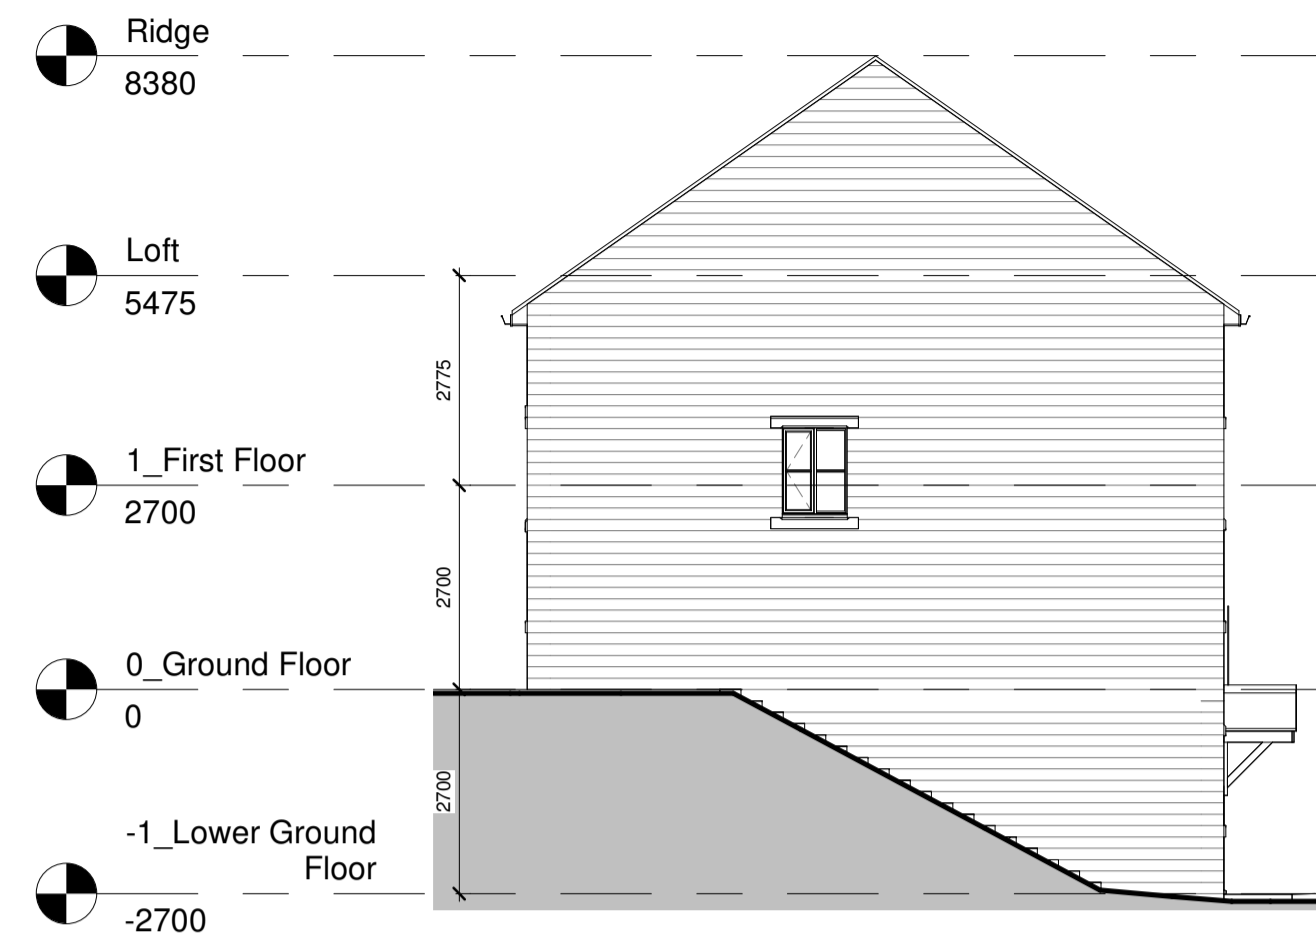 Ridge
8380
Loft
5475
2775
1_First Floor
2700
2700
0_Ground Floor
0
2700
-1_Lower Ground
Floor
-2700